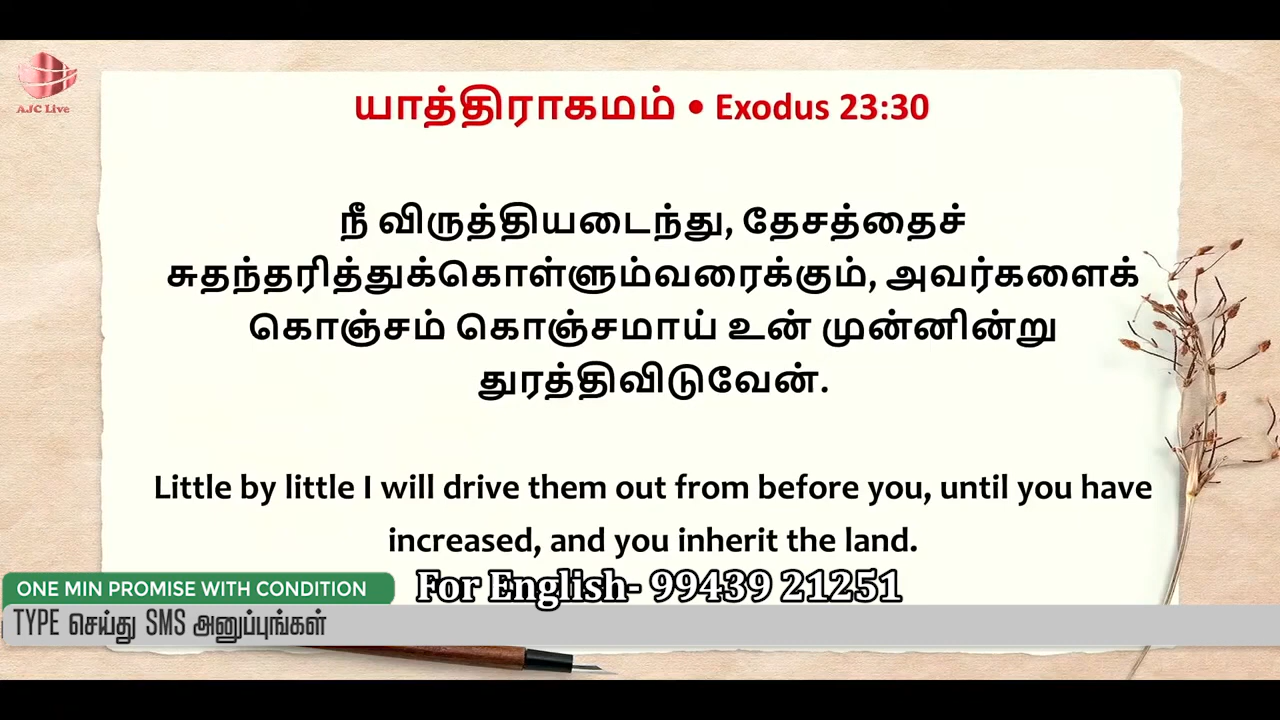 AJC Live
யாத்திராகமம் • Exodus 23:30
நீ விருத்தியடைந்து, தேசத்தைச்
சுதந்தரித்துக்கொள்ளும்வரைக்கும், அவர்களைக்
கொஞ்சம் கொஞ்சமாய் உன் முன்னின்று
துரத்திவிடுவேன்.
Little by little I will drive them out from before you, until you have
increased, and you inherit the land.
ONE MIN PROMISE WITH CONDITION
For English- 99439 21251
TYPE செய்து SMS அனுப்புங்கள்